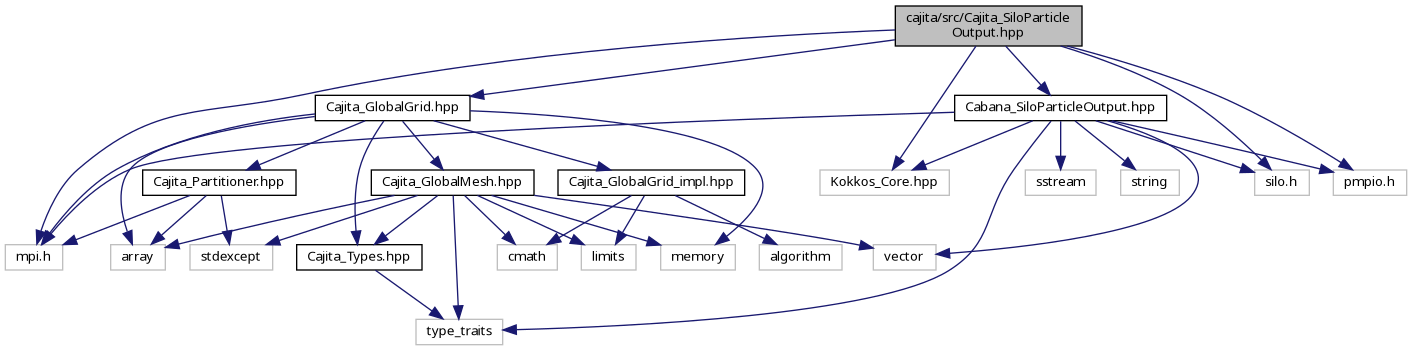 cajita/src/Cajita_SiloParticle
Output.hpp
Cajita_GlobalGrid.hpp
Cabana_SiloParticleOutput.hpp
Cajita_Partitioner.hpp
Cajita_GlobalMesh.hpp
Cajita_GlobalGrid_impl.hpp
Kokkos_Core.hpp
sstream
string
silo.h
pmpio.h
mpi.h
array
stdexcept
Cajita_Types.hpp
cmath
limits
memory
algorithm
vector
type_traits